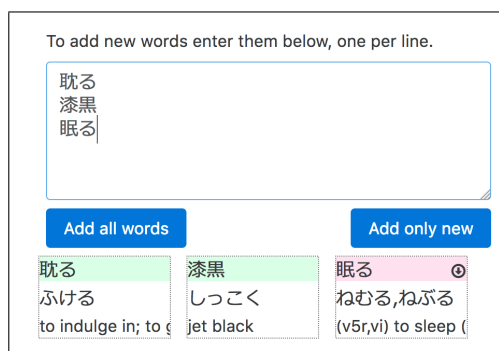 To add new words enter them below, one per line.
耽る
漆黒
眠る
Add all words
Add only new
耽る
ふける
to indulge in; to g
漆黒
しっこく
jet black
眠る
ねむる,ねぶる
(v5r,vi) to sleep (